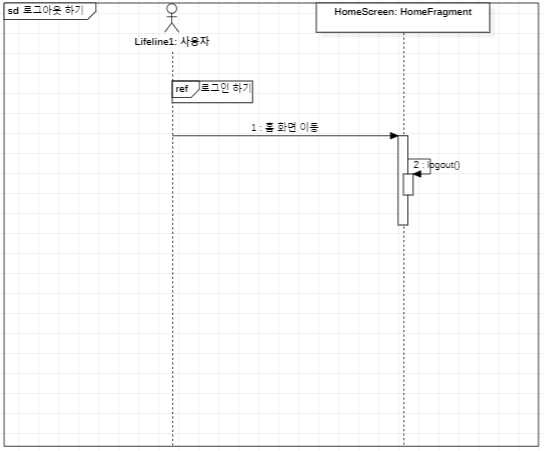 sd 로그아웃 하기
Lifeline1: 사용자
HomeScreen: HomeFragment
ref 로그인 하기
1 : 홈 화면 이동
2 : logout()